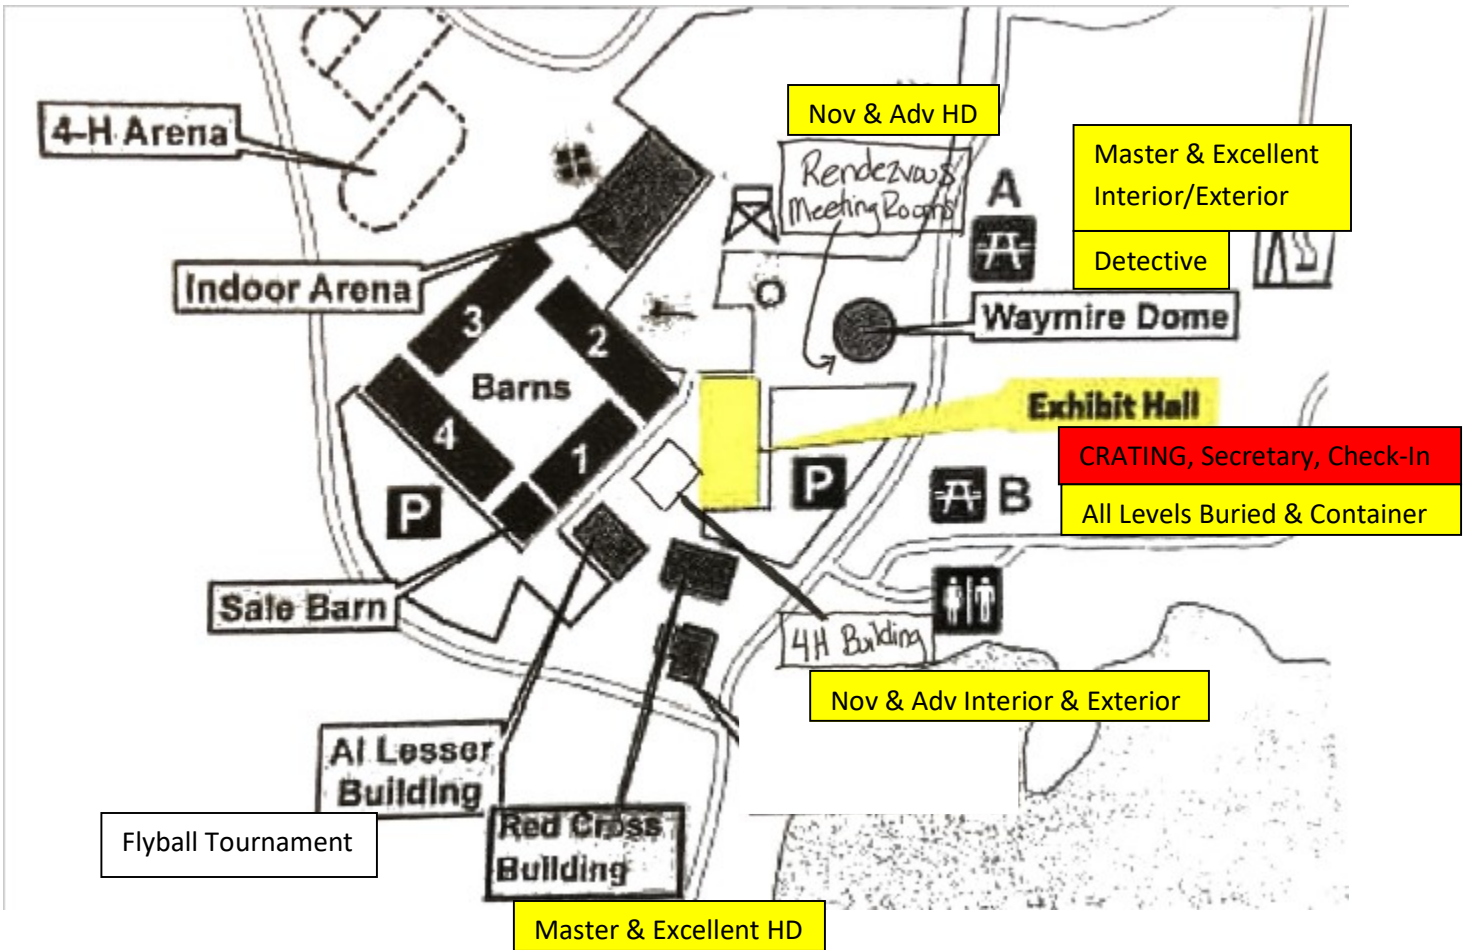 Nov & Adv HD
4-H Arena
Rendezvous
Meeting Rooms
A
Master & Excellent
Interior/Exterior
Detective
Indoor Arena
Waymire Dome
3
2
Barns
4
1
Exhibit Hall
CRATING, Secretary, Check-In
P
P
B
All Levels Buried & Container
Sale Barn
4H Building
Nov & Adv Interior & Exterior
Al Lesser
Building
Flyball Tournament
Red Cross
Building
Master & Excellent HD